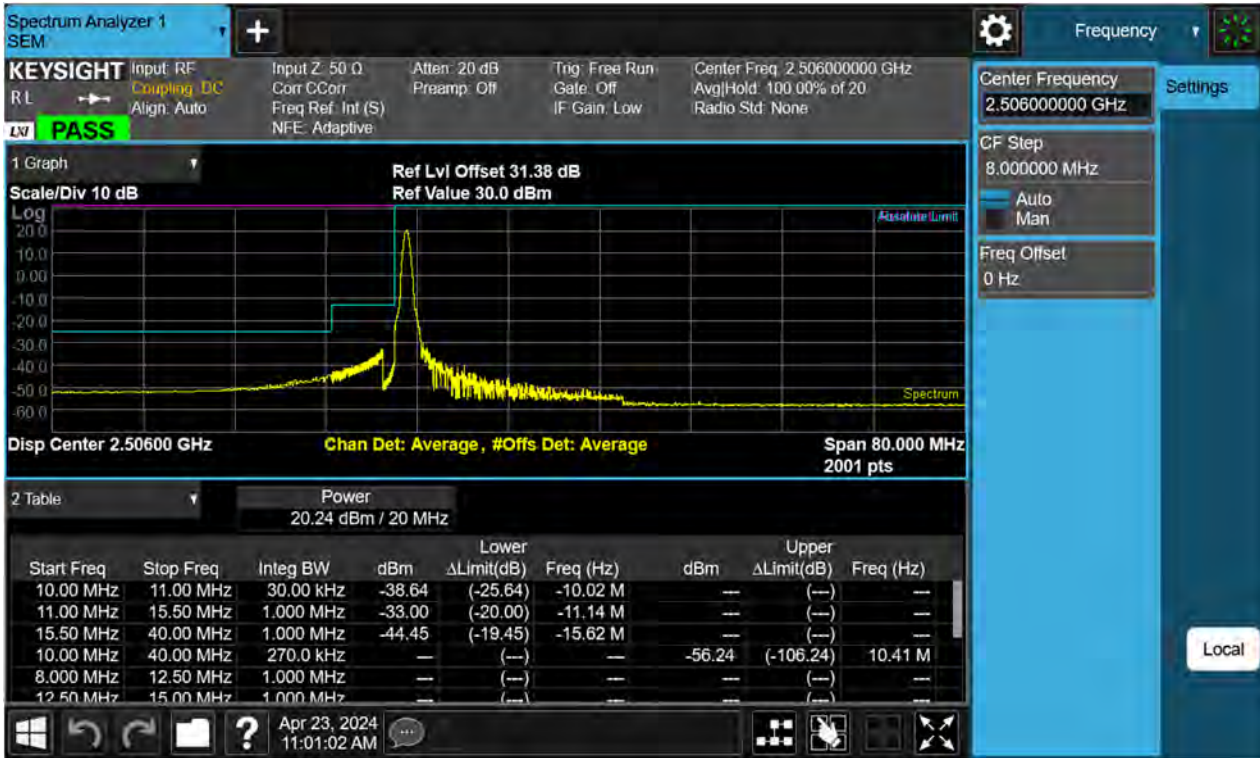 Spectrum Analyzer 1
SEM
+
Frequency
KEYSIGHT
R L
LXI
PASS
Input: RF
Coupling: DC
Align: Auto
Input Z: 50 Ω
Corr CCorr
Freq Ref: Int (S)
NFE: Adaptive
Atten: 20 dB
Preamp: Off
Trig: Free Run
Gate: Off
IF Gain: Low
Center Freq: 2.506000000 GHz
Avg|Hold: 100.00% of 20
Radio Std: None
Center Frequency
2.506000000 GHz
Settings
CF Step
8.000000 MHz
Auto
Man
Freq Offset
0 Hz
Local
1 Graph
Scale/Div 10 dB
Ref Lvl Offset 31.38 dB
Ref Value 30.0 dBm
Log
20.0
10.0
0.00
-10.0
-20.0
-30.0
-40.0
-50.0
-60.0
Absolute Limit
Spectrum
Disp Center 2.50600 GHz
Chan Det: Average , #Offs Det: Average
Span 80.000 MHz
2001 pts
2 Table
Power
20.24 dBm / 20 MHz
Lower Upper
Start Freq Stop Freq Integ BW dBm ΔLimit(dB) Freq (Hz) dBm ΔLimit(dB) Freq (Hz)
10.00 MHz 11.00 MHz 30.00 kHz -38.64 (-25.64) -10.02 M --- (---) ---
11.00 MHz 15.50 MHz 1.000 MHz -33.00 (-20.00) -11.14 M --- (---) ---
15.50 MHz 40.00 MHz 1.000 MHz -44.45 (-19.45) -15.62 M --- (---) ---
10.00 MHz 40.00 MHz 270.0 kHz --- (---) --- -56.24 (-106.24) 10.41 M
8.000 MHz 12.50 MHz 1.000 MHz --- (---) --- --- (---) ---
12.50 MHz 15.00 MHz 1.000 MHz --- (---) --- --- (---) ---
?
Apr 23, 2024
11:01:02 AM